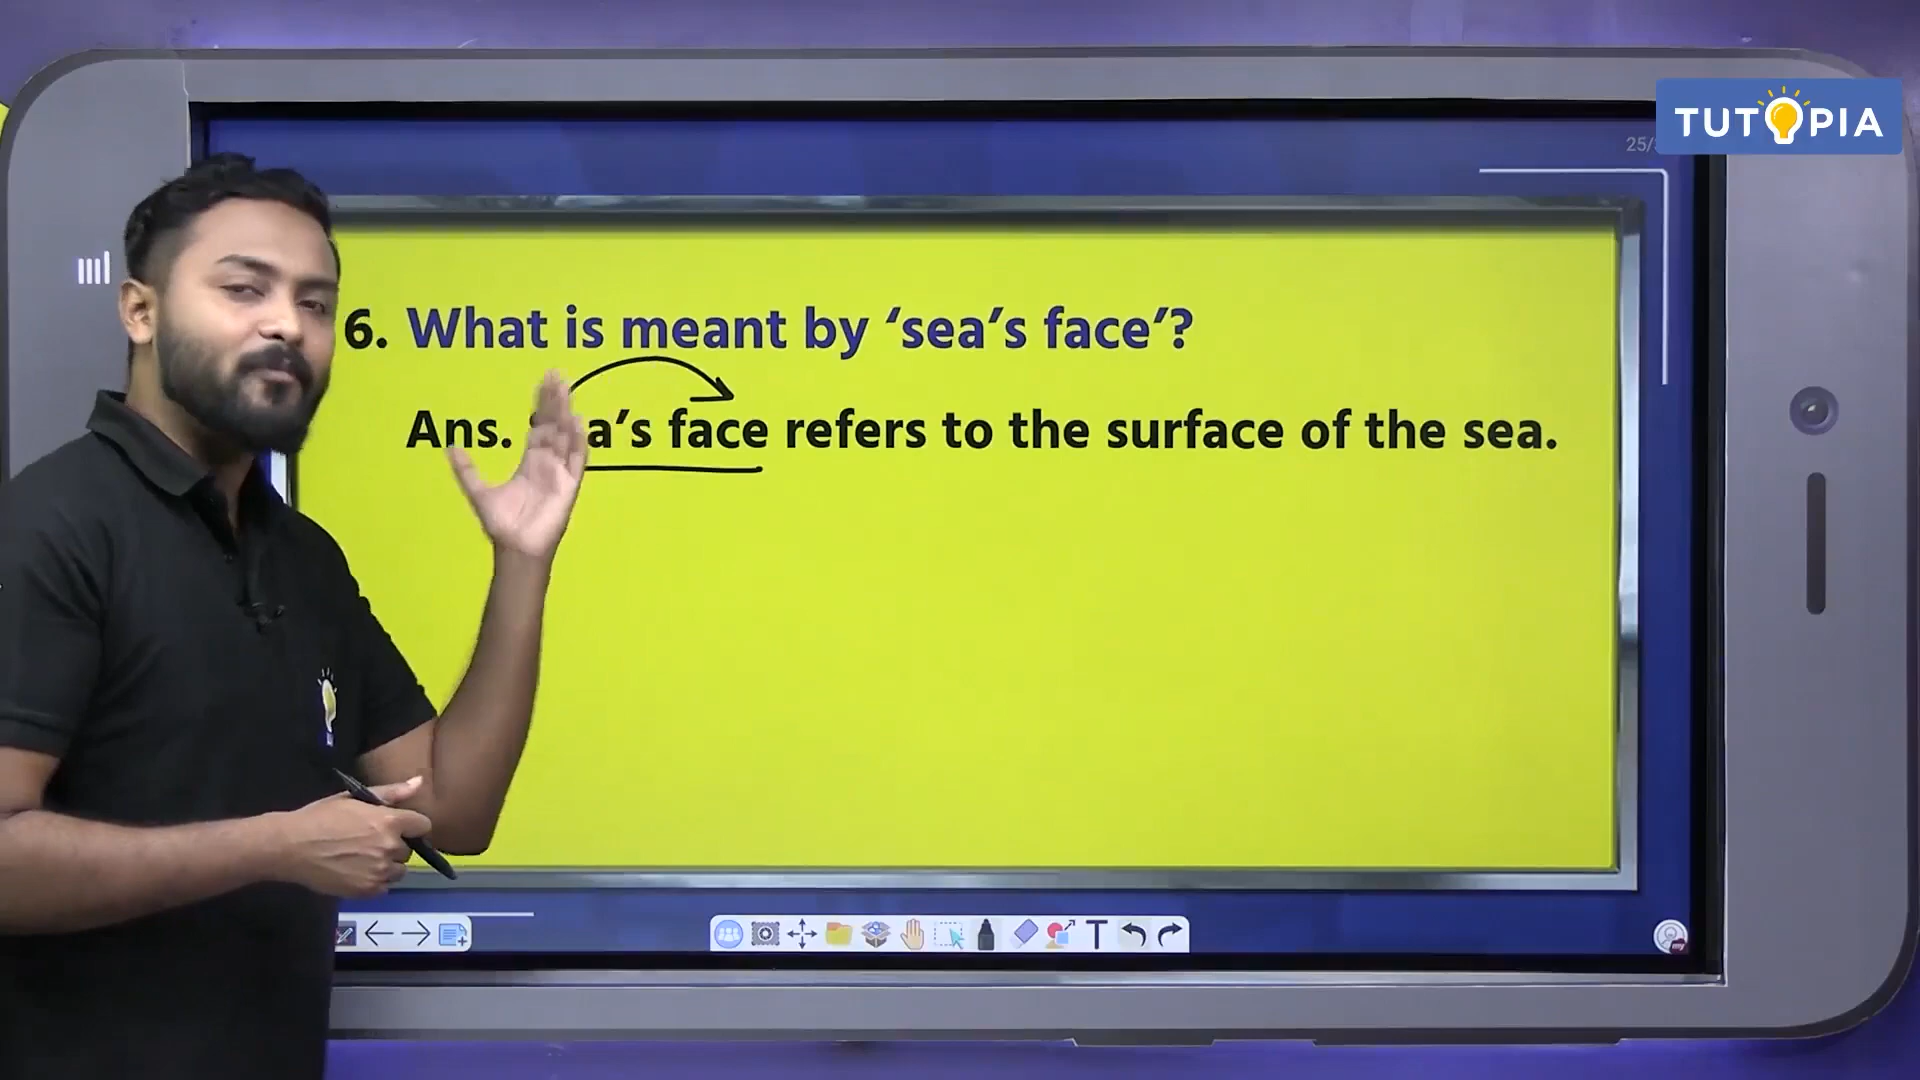 TUTOPIA
25/
6. What is meant by ‘sea’s face’?
Ans. a’s face refers to the surface of the sea.
T